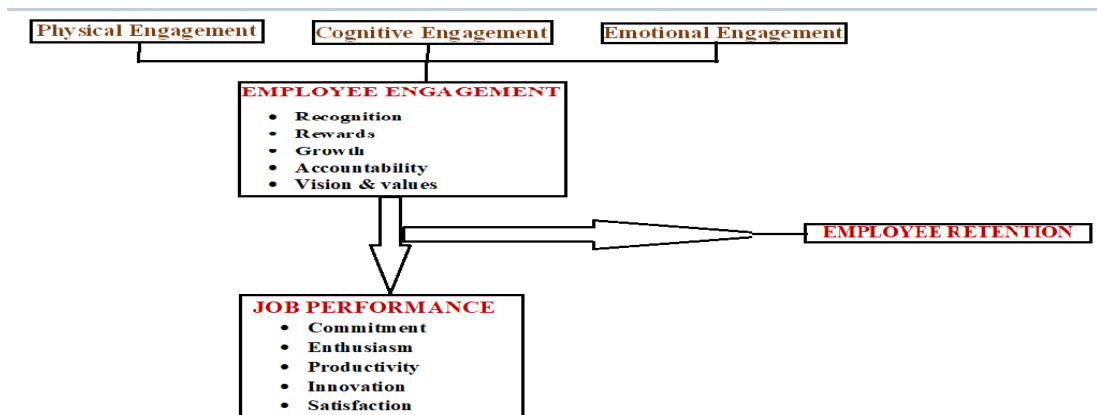 Physical Engagement
Cognitive Engagement
Emotional Engagement
EMPLOYEE ENGAGEMENT
• Recognition
• Rewards
• Growth
• Accountability
• Vision & values
EMPLOYEE RETENTION
JOB PERFORMANCE
• Commitment
• Enthusiasm
• Productivity
• Innovation
• Satisfaction